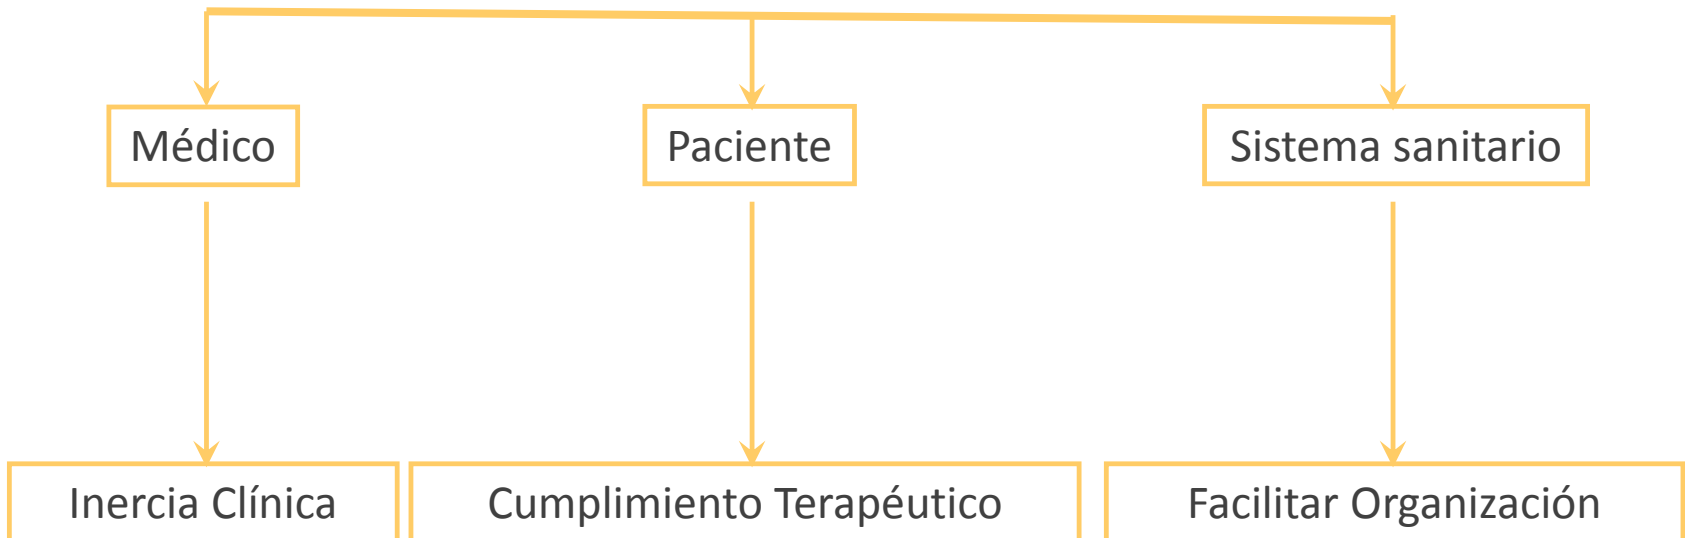 Médico
Paciente
Sistema sanitario
Inercia Clínica
Cumplimiento Terapéutico
Facilitar Organización